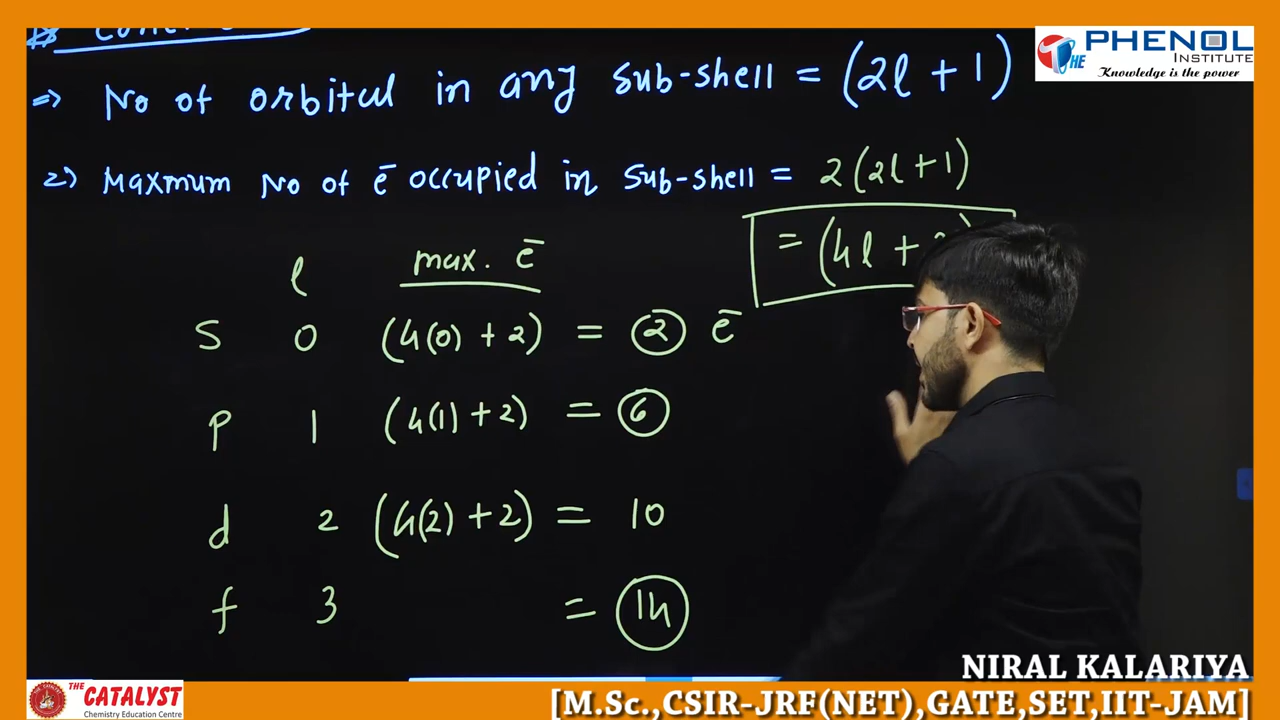 PHENOL
INSTITUTE
THE
Knowledge is the power
=> No of orbital in any sub-shell = (2l + 1)
2) Maxmum No of e̅ occupied in sub-shell = 2(2l + 1)
= (4l +
l max. e̅
S 0 (4(0) + 2) = 2 e̅
p 1 (4(1) + 2) = 6
d 2 (4(2) + 2) = 10
f 3 = 14
NIRAL KALARIYA
THE CATALYST
Chemistry Education Centre
[M.Sc.,CSIR-JRF(NET),GATE,SET,IIT-JAM]